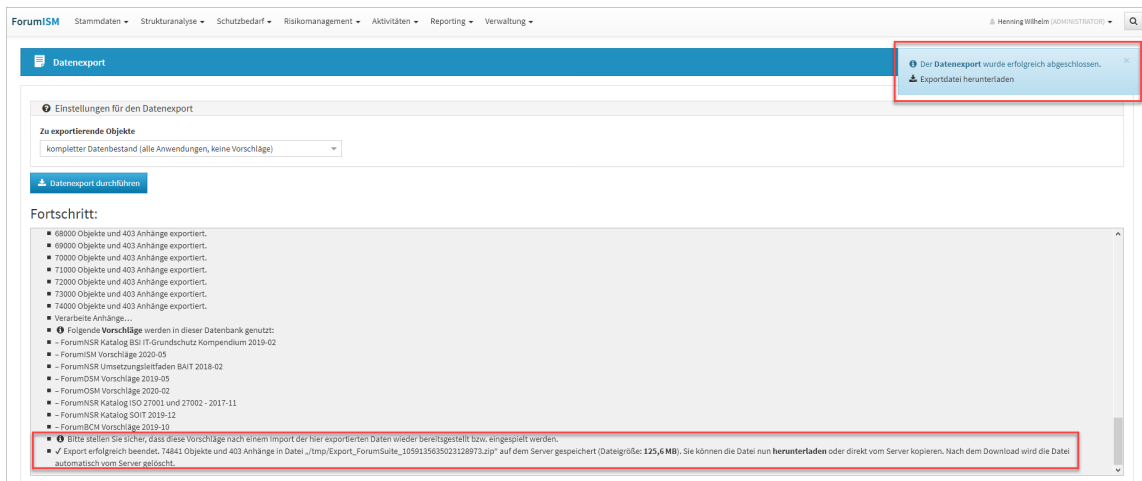 ForumISM Stammdaten Strukturanalyse Schutzbedarf Risikomanagement Aktivitäten Reporting Verwaltung Henning Wilhelm (ADMINISTRATOR)
Datenexport
Der Datenexport wurde erfolgreich abgeschlossen. ×
Exportdatei herunterladen
Einstellungen für den Datenexport
Zu exportierende Objekte
kompletter Datenbestand (alle Anwendungen, keine Vorschläge)
Datenexport durchführen
Fortschritt:
68000 Objekte und 403 Anhänge exportiert.
69000 Objekte und 403 Anhänge exportiert.
70000 Objekte und 403 Anhänge exportiert.
71000 Objekte und 403 Anhänge exportiert.
72000 Objekte und 403 Anhänge exportiert.
73000 Objekte und 403 Anhänge exportiert.
74000 Objekte und 403 Anhänge exportiert.
Verarbeite Anhänge...
Folgende Vorschläge werden in dieser Datenbank genutzt:
– ForumNSR Katalog BSI IT-Grundschutz Kompendium 2019-02
– ForumISM Vorschläge 2020-05
– ForumNSR Umsetzungsleitfaden BAIT 2018-02
– ForumDSM Vorschläge 2019-05
– ForumOSM Vorschläge 2020-02
– ForumNSR Katalog ISO 27001 und 27002 - 2017-11
– ForumNSR Katalog SOIT 2019-12
– ForumBCM Vorschläge 2019-10
Bitte stellen Sie sicher, dass diese Vorschläge nach einem Import der hier exportierten Daten wieder bereitsgestellt bzw. eingespielt werden.
✓ Export erfolgreich beendet. 74841 Objekte und 403 Anhänge in Datei „/tmp/Export_ForumSuite_1059135635023128973.zip“ auf dem Server gespeichert (Dateigröße: 125,6 MB). Sie können die Datei nun herunterladen oder direkt vom Server kopieren. Nach dem Download wird die Datei
automatisch vom Server gelöscht.